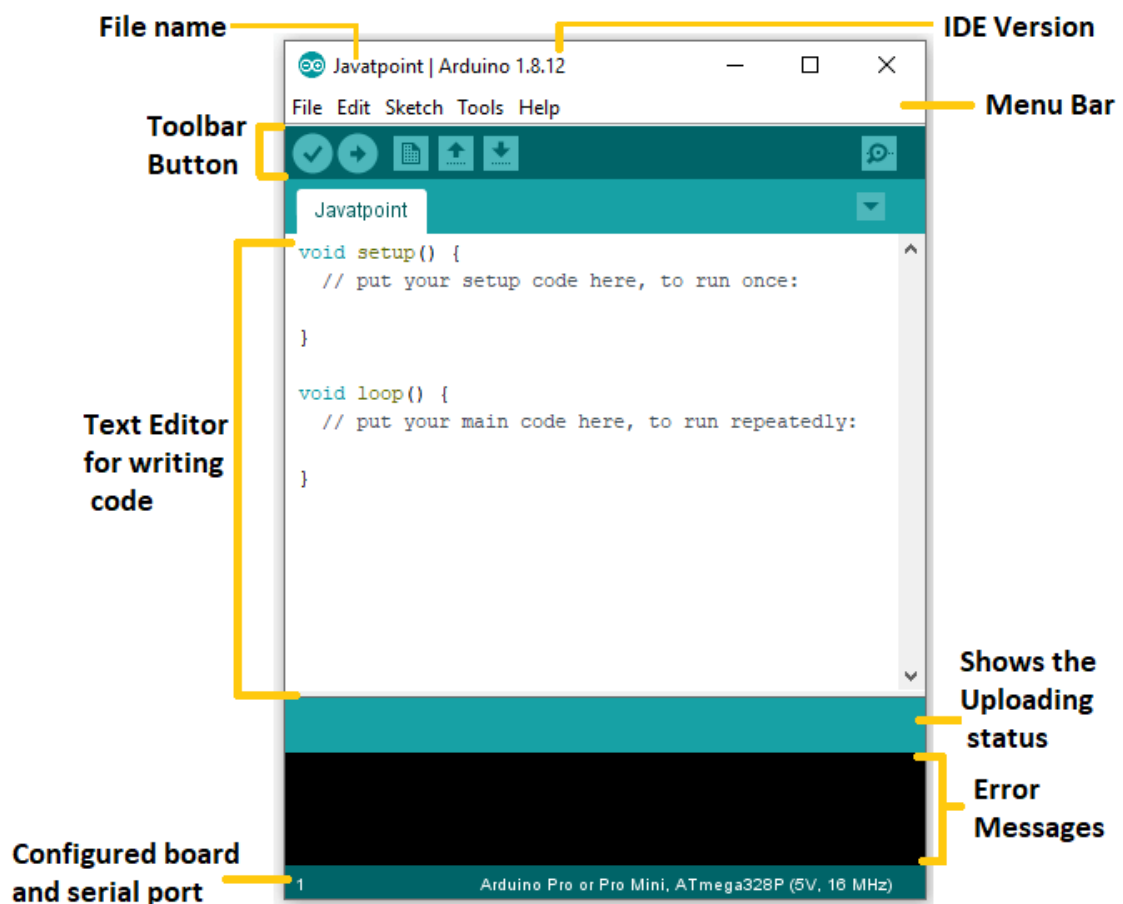 File name
IDE Version
Javatpoint | Arduino 1.8.12
File Edit Sketch Tools Help
Menu Bar
Toolbar
Button
Javatpoint
void setup() {
  // put your setup code here, to run once:
}
void loop() {
  // put your main code here, to run repeatedly:
}
Text Editor
for writing
code
Shows the
Uploading
status
Error
Messages
Configured board
and serial port
1
Arduino Pro or Pro Mini, ATmega328P (5V, 16 MHz)